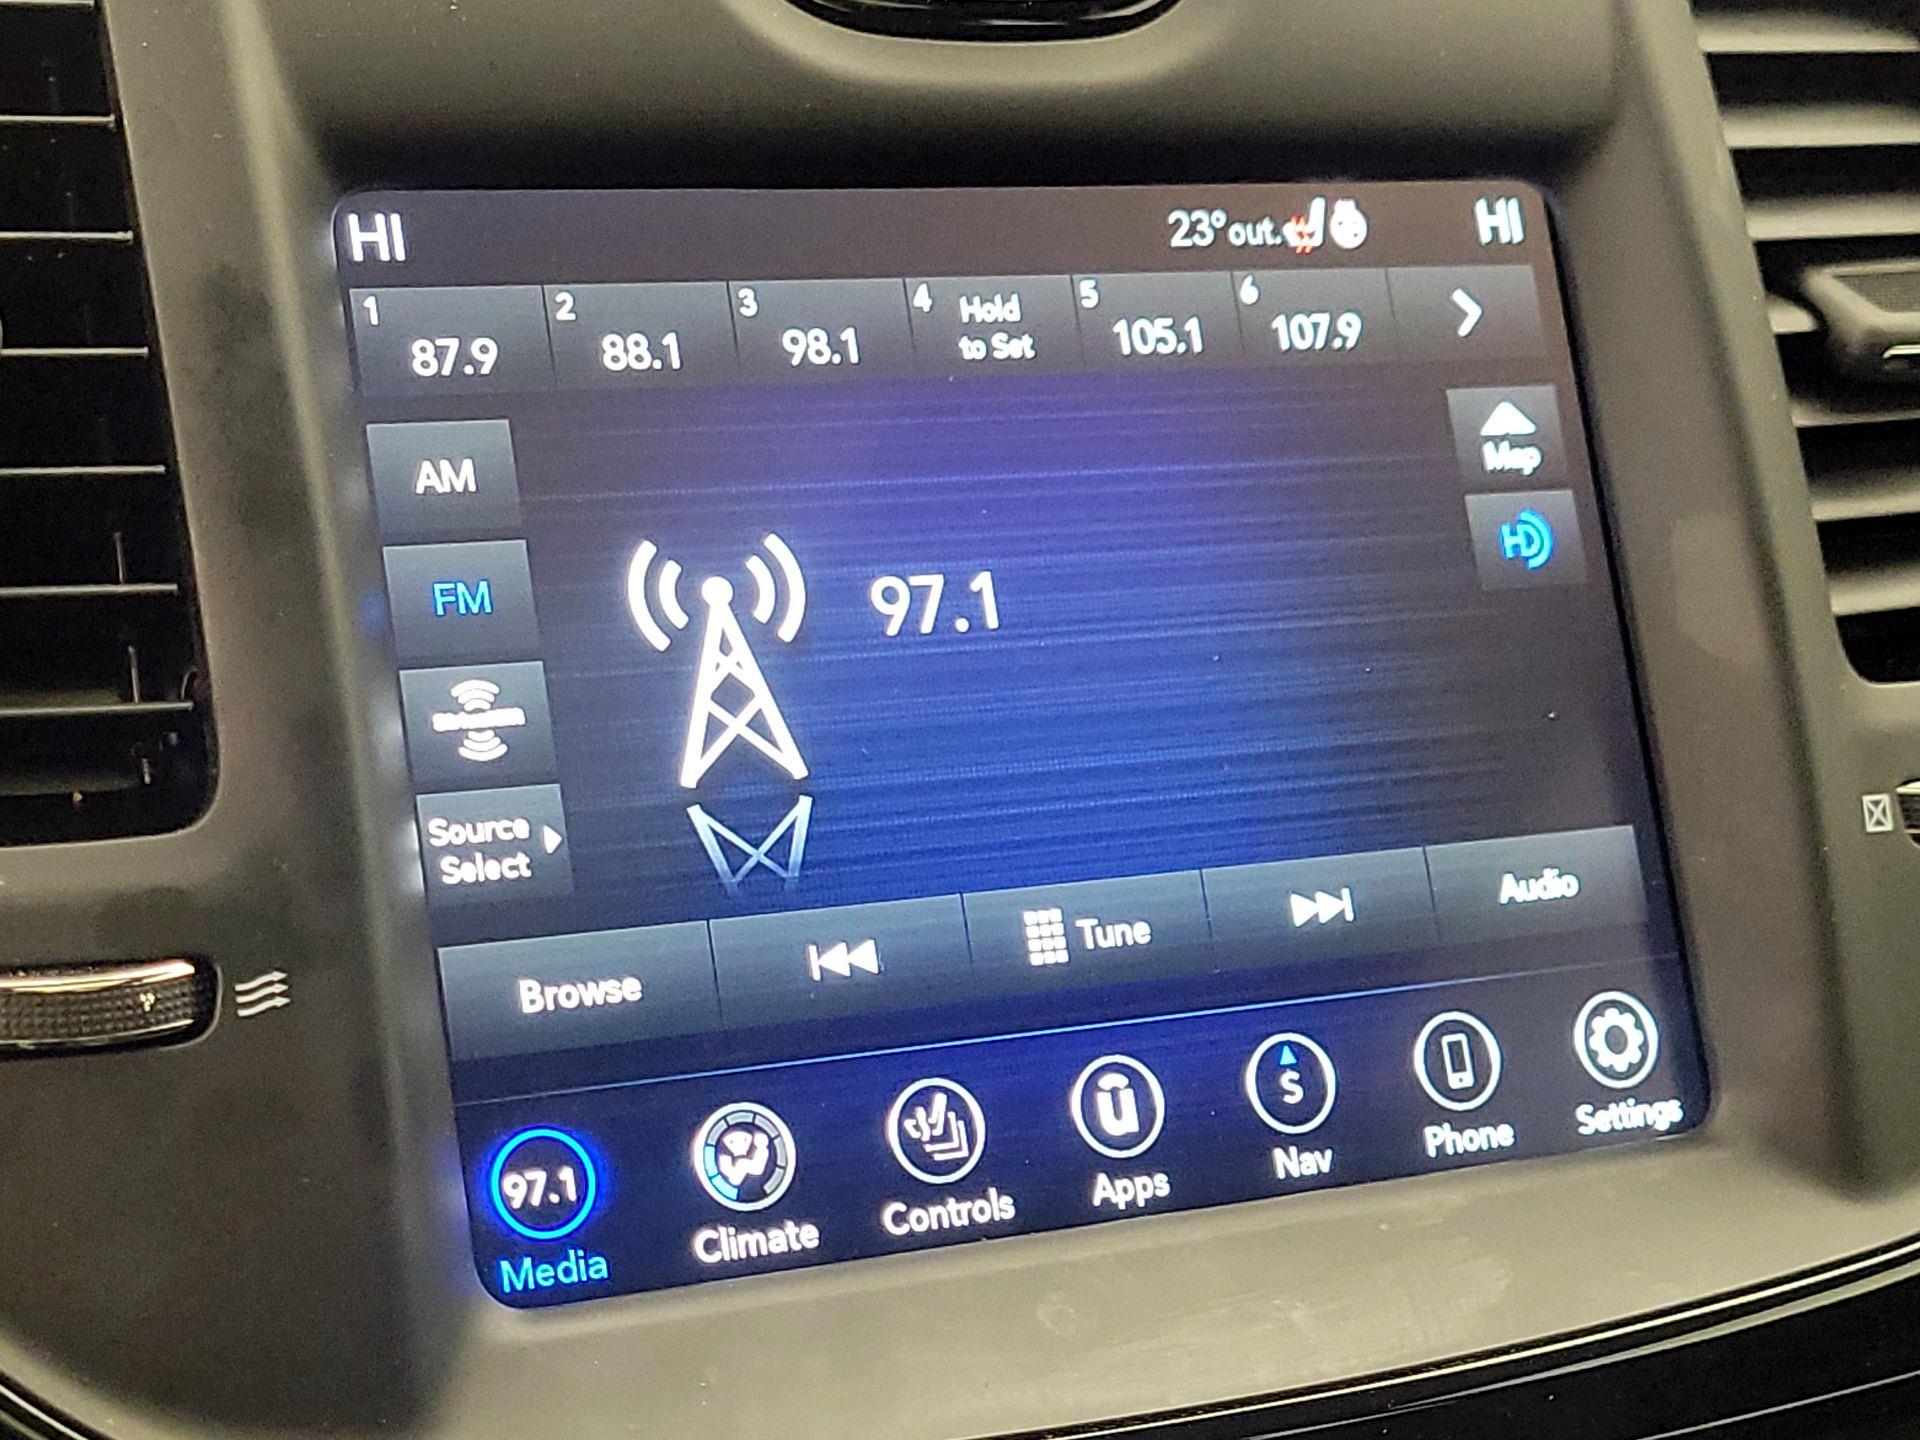 HI 23° out. HI
1 87.9
2 88.1
3 98.1
4 Hold
to Set
5 105.1
6 107.9
AM
Map
FM
HD
97.1
Source
Select
Browse
Tune
Audio
97.1
Media
Climate
Controls
ū
Apps
S
Nav
Phone
Settings